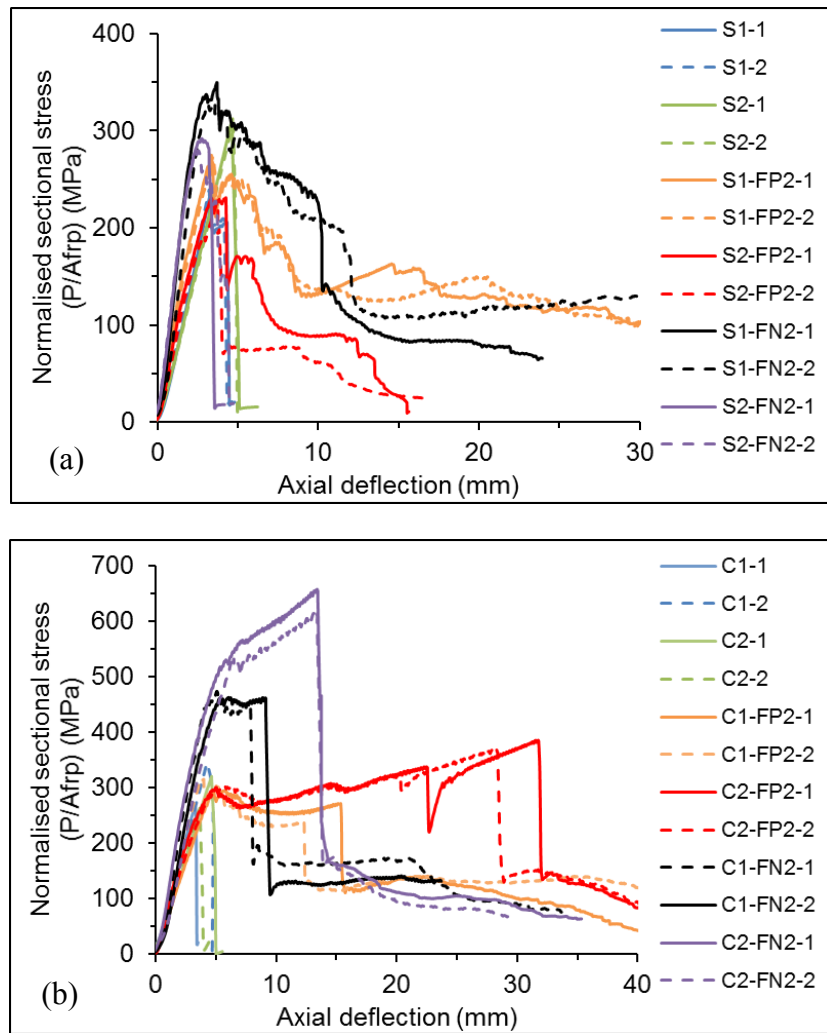 400
300
200
100
0
0
10
20
30
Normalised sectional stress
(P/Afrp) (MPa)
Axial deflection (mm)
(a)
S1-1
S1-2
S2-1
S2-2
S1-FP2-1
S1-FP2-2
S2-FP2-1
S2-FP2-2
S1-FN2-1
S1-FN2-2
S2-FN2-1
S2-FN2-2
700
600
500
400
300
200
100
0
0
10
20
30
40
Normalised sectional stress
(P/Afrp) (MPa)
Axial deflection (mm)
(b)
C1-1
C1-2
C2-1
C2-2
C1-FP2-1
C1-FP2-2
C2-FP2-1
C2-FP2-2
C1-FN2-1
C1-FN2-2
C2-FN2-1
C2-FN2-2